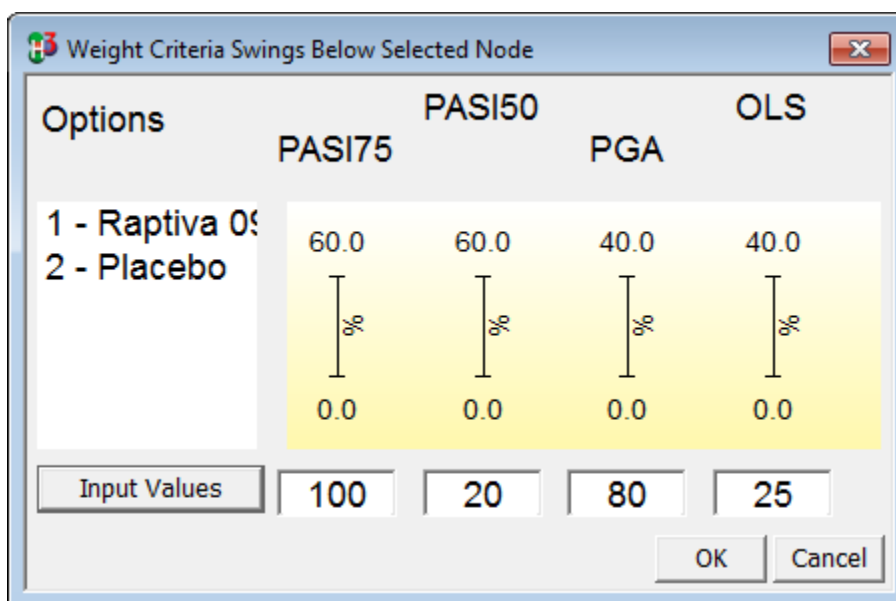 Weight Criteria Swings Below Selected Node
Options
PASI75
PASI50
PGA
OLS
1 - Raptiva 09
2 - Placebo
60.0 60.0 40.0 40.0
% % % %
0.0 0.0 0.0 0.0
Input Values 100 20 80 25
OK Cancel